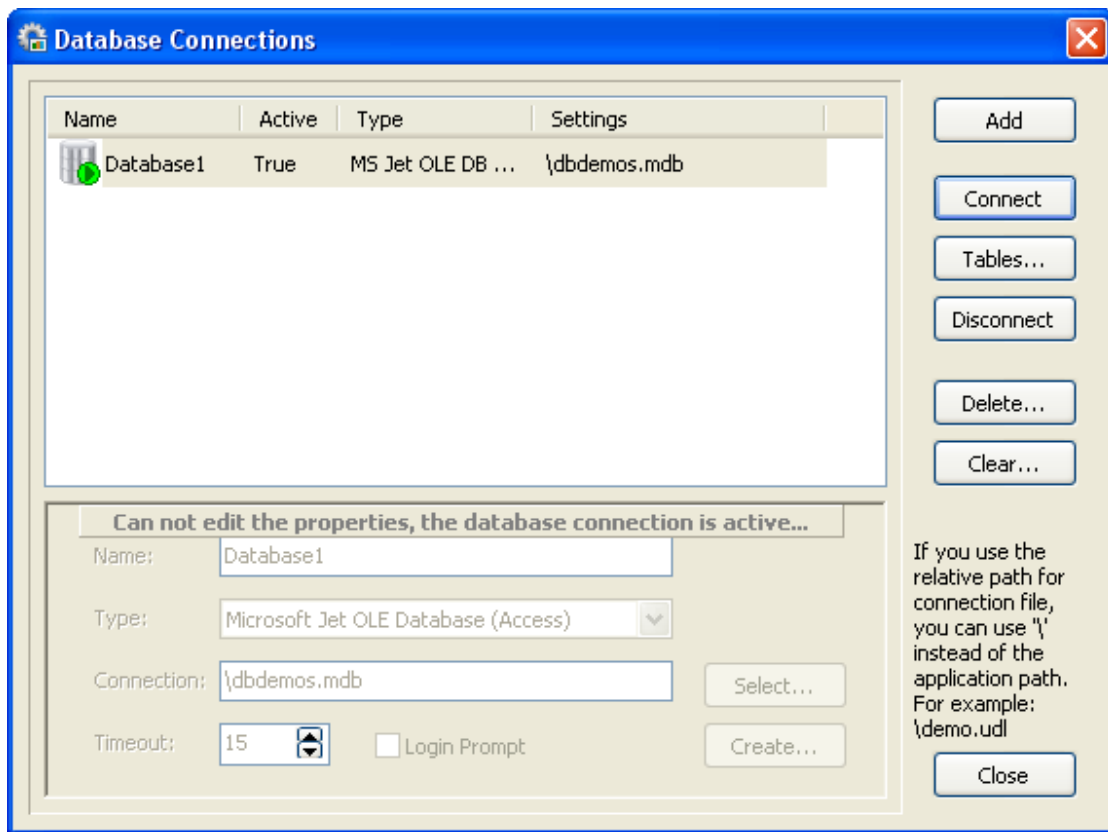 Database Connections
Name Active Type Settings
Database1 True MS Jet OLE DB ... \dbdemos.mdb
Add
Connect
Tables...
Disconnect
Delete...
Clear...
Can not edit the properties, the database connection is active...
Name: Database1
Type: Microsoft Jet OLE Database (Access)
Connection: \dbdemos.mdb Select...
Timeout: 15 Login Prompt Create...
If you use the
relative path for
connection file,
you can use '\'
instead of the
application path.
For example:
\demo.udl
Close